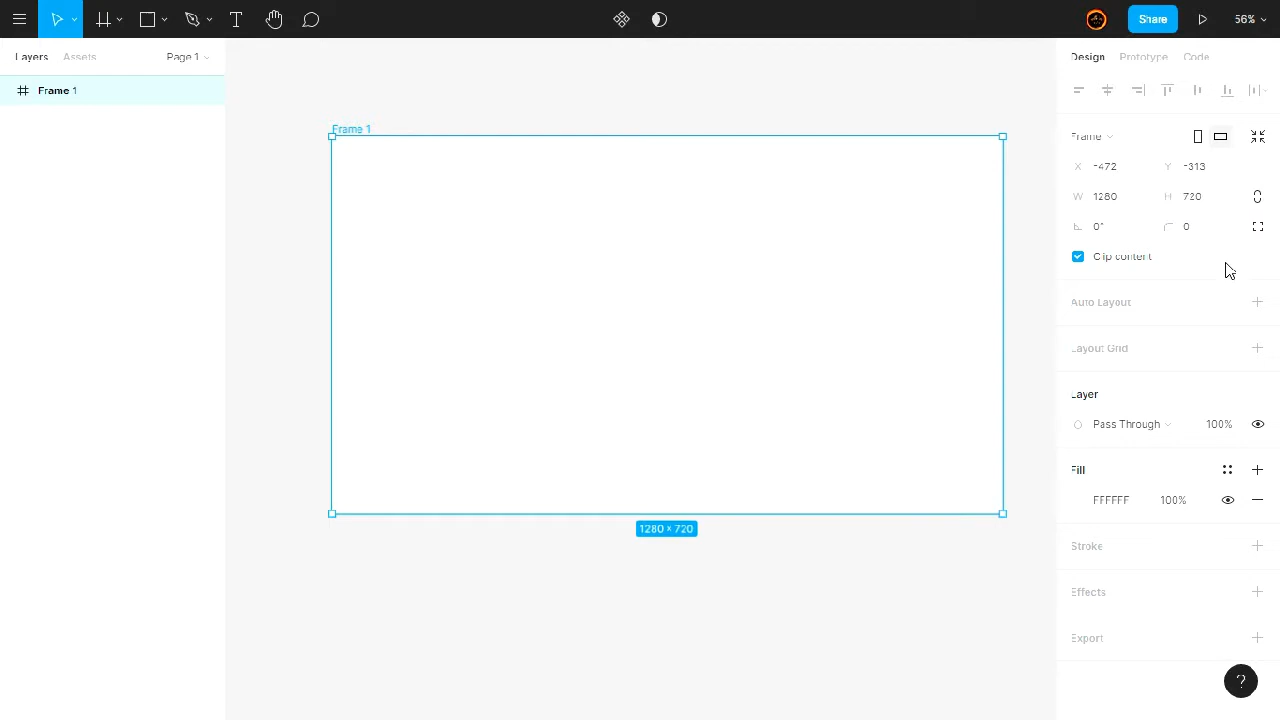 Share
56%
Layers
Assets
Page 1
Design
Prototype
Code
Frame 1
Frame 1
Frame
X -472
Y -313
W 1280
H 720
0°
0
Clip content
Auto Layout
Layout Grid
Layer
Pass Through
100%
Fill
FFFFFF
100%
1280 × 720
Stroke
Effects
Export
?